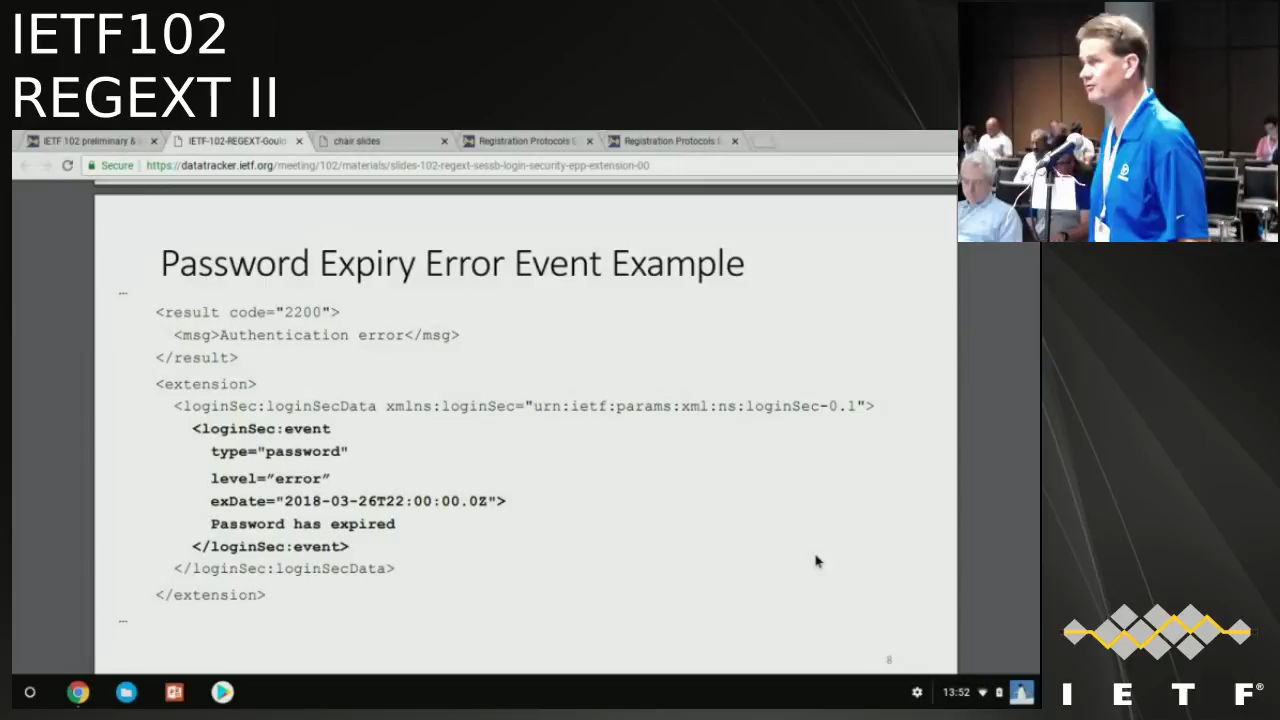 IETF102
REGEXT II
IETF 102 preliminary &
IETF-102-REGEXT-Goul
chair slides
Registration Protocols E
Registration Protocols E
Secure
https://datatracker.ietf.org/meeting/102/materials/slides-102-regext-sessb-login-security-epp-extension-00
Password Expiry Error Event Example
…
<result code="2200">
<msg>Authentication error</msg>
</result>
<extension>
<loginSec:loginSecData xmlns:loginSec="urn:ietf:params:xml:ns:loginSec-0.1">
<loginSec:event
type="password"
level=”error”
exDate="2018-03-26T22:00:00.0Z">
Password has expired
</loginSec:event>
</loginSec:loginSecData>
</extension>
…
8
13:52
I E T F®